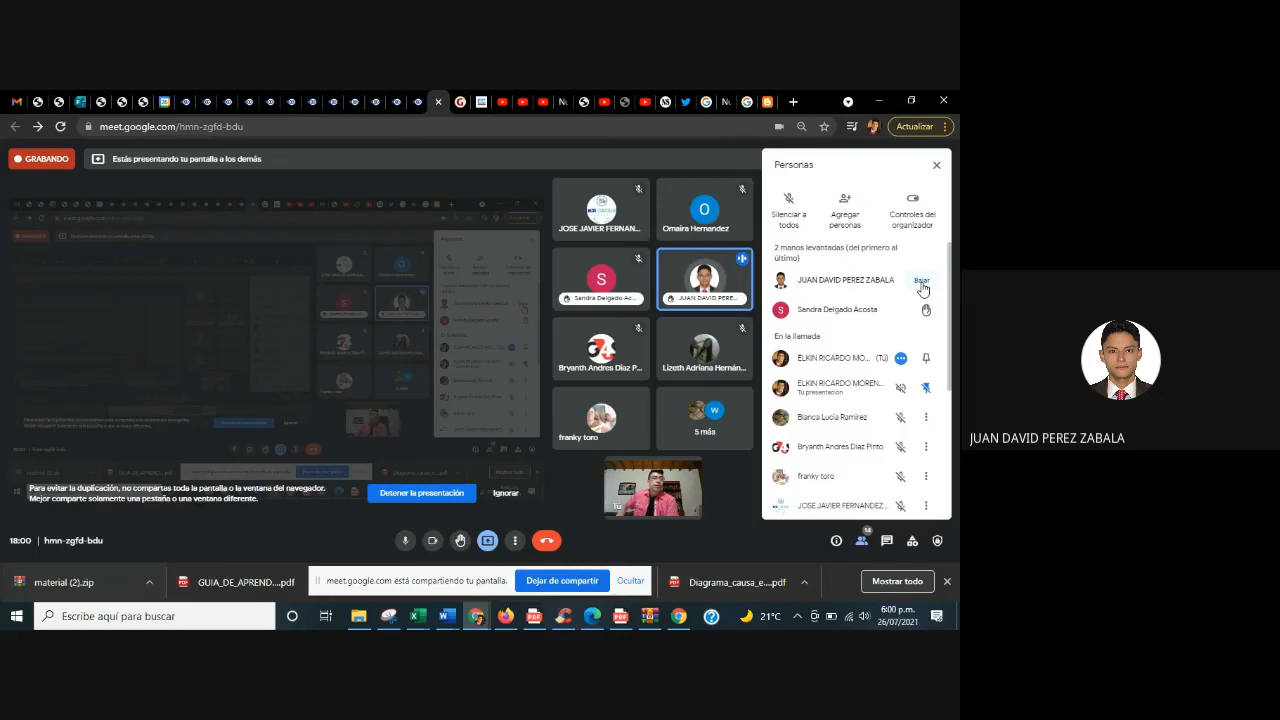 meet.google.com/hmn-zgfd-bdu
Actualizar
GRABANDO
Estás presentando tu pantalla a los demás
JOSE JAVIER FERNAN...
Omaira Hernandez
S
Sandra Delgado Ac...
JUAN DAVID PERE...
Bryanth Andres Diaz P...
Lizeth Adriana Hernán...
franky toro
W
5 más
Tú
Personas
Silenciar a
todos
Agregar
personas
Controles del
organizador
2 manos levantadas (del primero al
último)
JUAN DAVID PEREZ ZABALA
Bajar
S
Sandra Delgado Acosta
En la llamada
ELKIN RICARDO MO... (Tú)
ELKIN RICARDO MOREN...
Tu presentación
Blanca Lucía Ramírez
Bryanth Andres Diaz Pinto
franky toro
JOSE JAVIER FERNANDEZ...
Para evitar la duplicación, no compartas toda la pantalla o la ventana del navegador.
Mejor comparte solamente una pestaña o una ventana diferente.
Detener la presentación
Ignorar
18:00 | hmn-zgfd-bdu
14
material (2).zip
GUIA_DE_APREND....pdf
meet.google.com está compartiendo tu pantalla.
Dejar de compartir
Ocultar
Diagrama_causa_e....pdf
Mostrar todo
Escribe aquí para buscar
21°C
6:00 p.m.
26/07/2021
JUAN DAVID PEREZ ZABALA